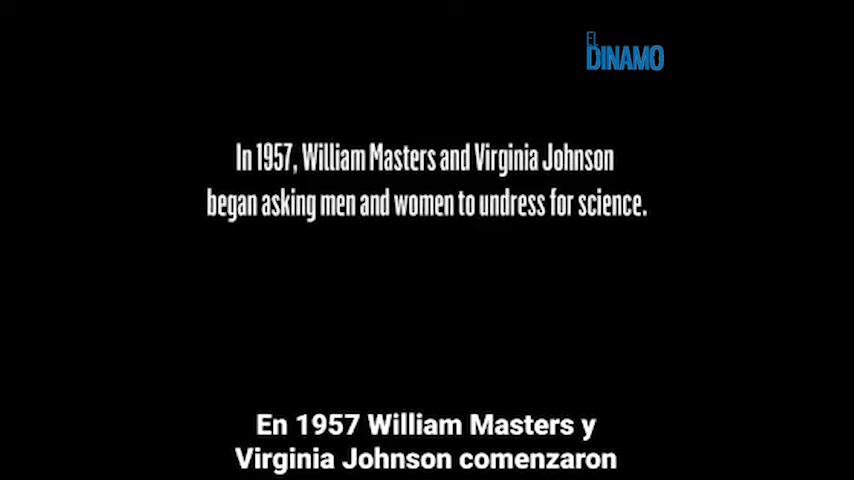 EL
DINAMO
In 1957, William Masters and Virginia Johnson
began asking men and women to undress for science.
En 1957 William Masters y
Virginia Johnson comenzaron